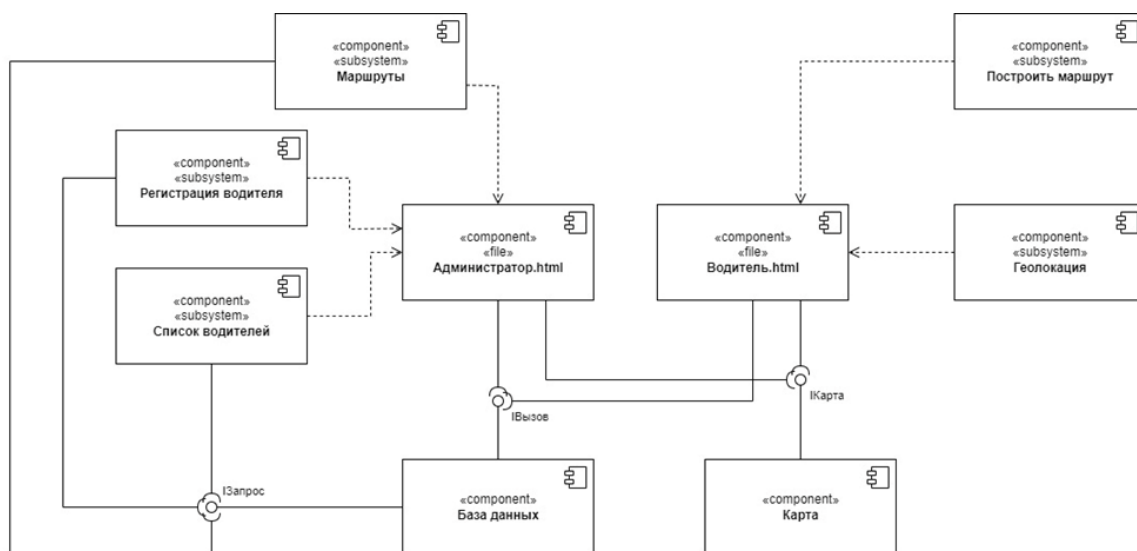 «component»
«subsystem»
Маршруты
«component»
«subsystem»
Построить маршрут
«component»
«subsystem»
Регистрация водителя
«component»
«file»
Администратор.html
«component»
«file»
Водитель.html
«component»
«subsystem»
Геолокация
«component»
«subsystem»
Список водителей
IВызов
IКарта
IЗапрос
«component»
База данных
«component»
Карта